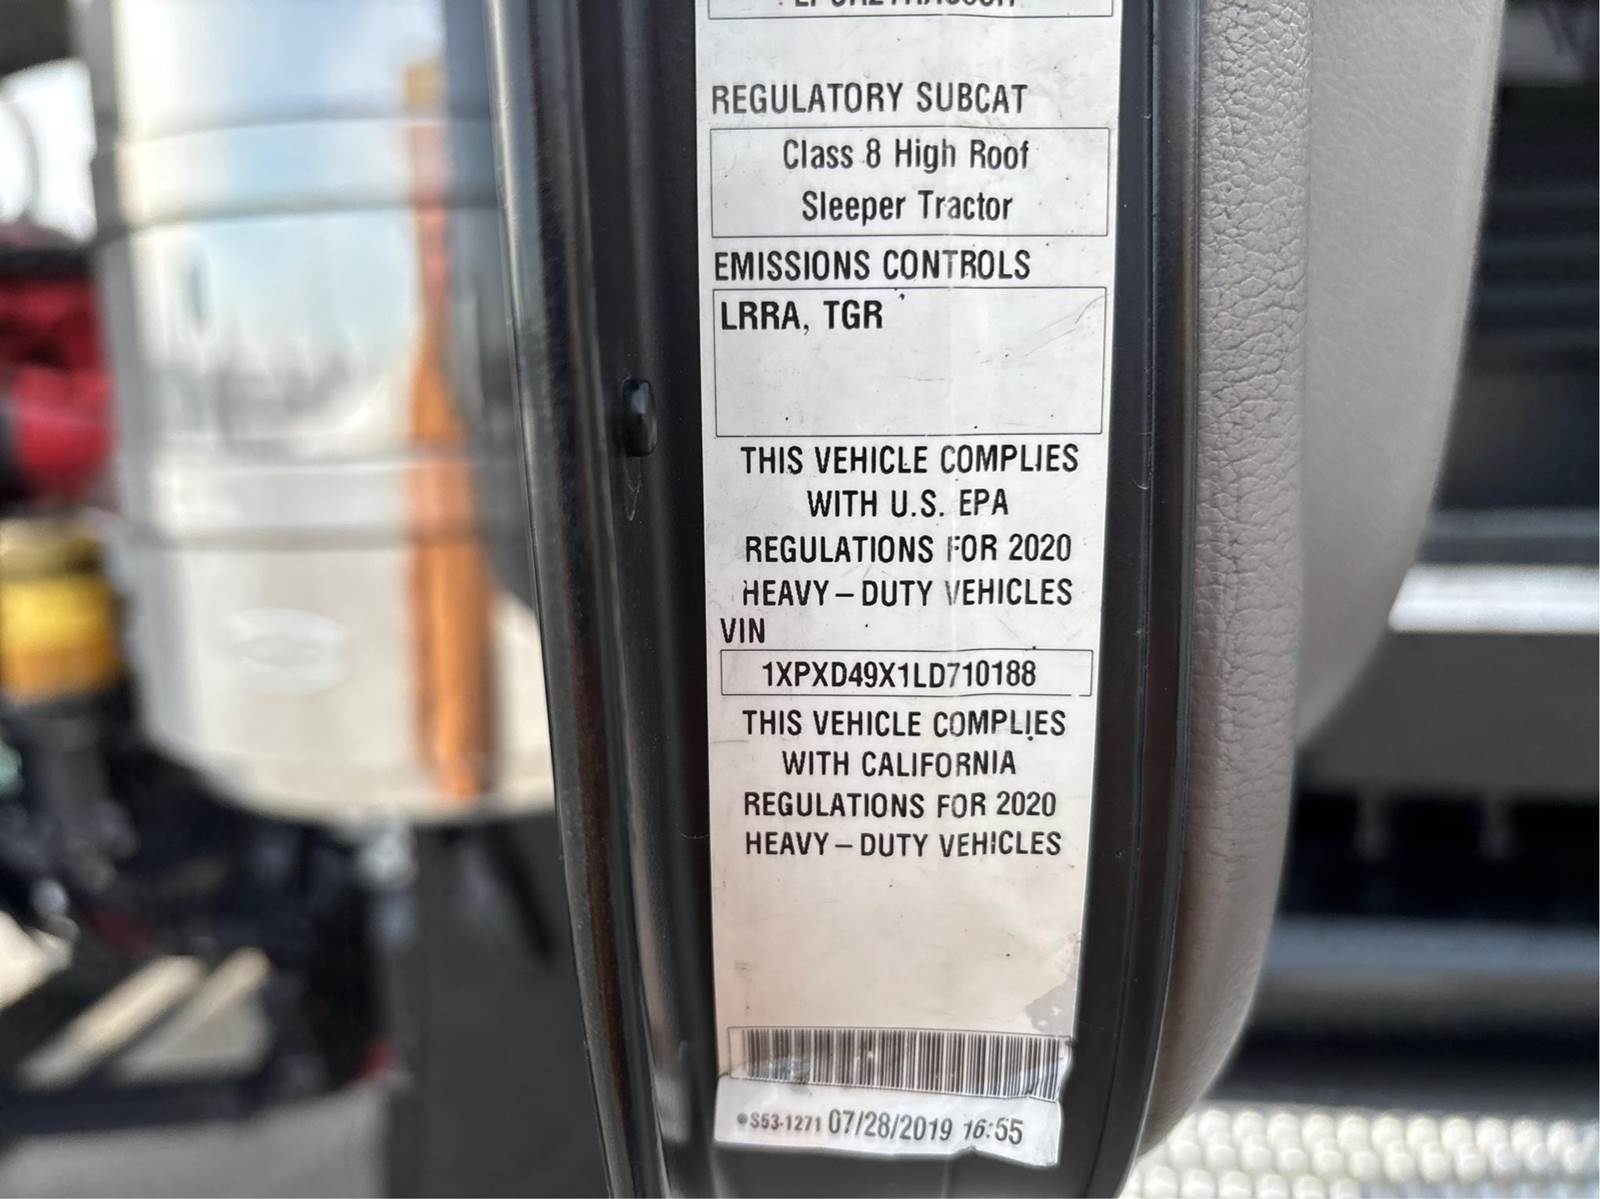 REGULATORY SUBCAT
Class 8 High Roof
Sleeper Tractor
EMISSIONS CONTROLS
LRRA, TGR
THIS VEHICLE COMPLIES
WITH U.S. EPA
REGULATIONS FOR 2020
HEAVY-DUTY VEHICLES
VIN
1XPXD49X1LD710188
THIS VEHICLE COMPLIES
WITH CALIFORNIA
REGULATIONS FOR 2020
HEAVY-DUTY VEHICLES
S53-1271 07/28/2019 16:55